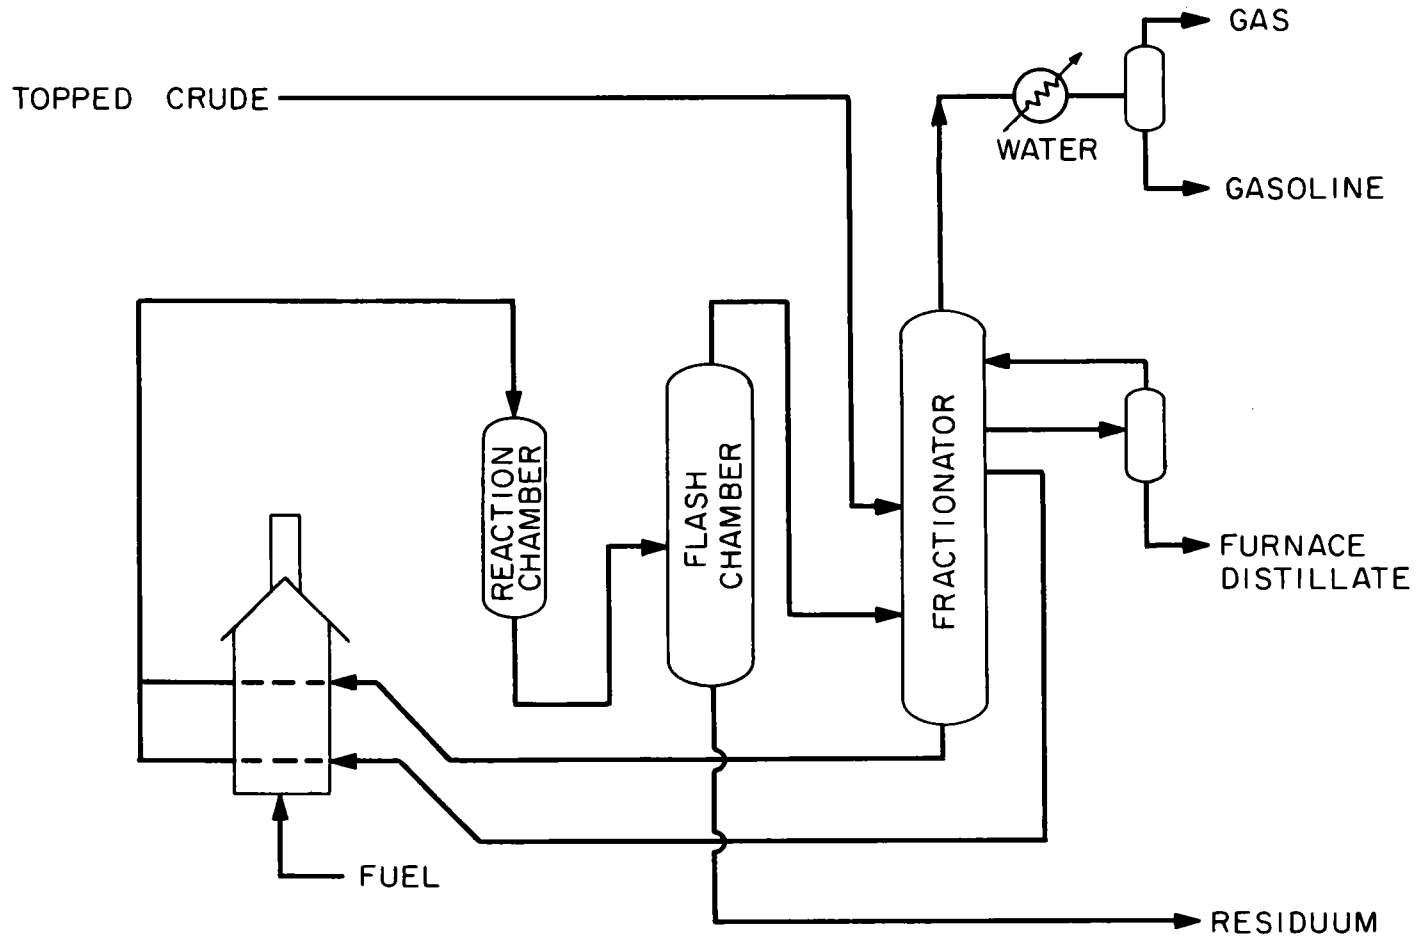 GAS
TOPPED CRUDE
WATER
GASOLINE
REACTION
CHAMBER
FLASH
CHAMBER
FRACTIONATOR
FURNACE
DISTILLATE
FUEL
RESIDUUM